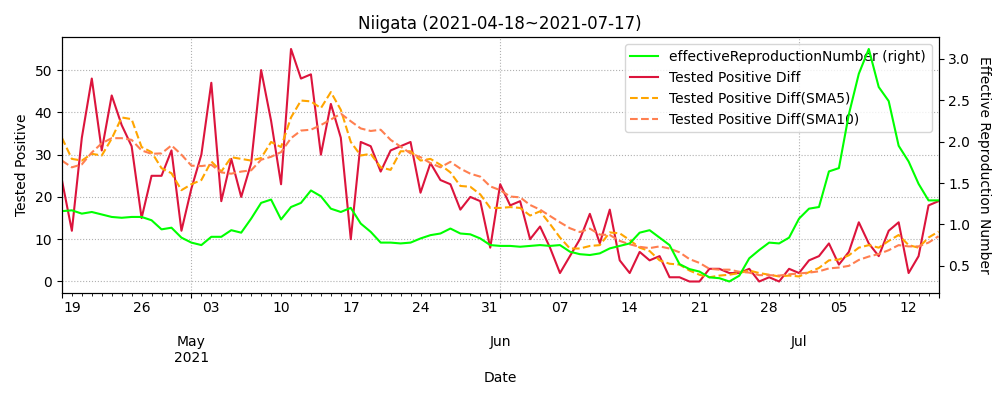 Niigata (2021-04-18~2021-07-17)
effectiveReproductionNumber (right)
Tested Positive Diff
Tested Positive Diff(SMA5)
Tested Positive Diff(SMA10)
Tested Positive
50
40
30
20
10
0
3.0
2.5
2.0
1.5
1.0
0.5
Effective Reproduction Number
19 26 03 10 17 24 31 07 14 21 28 05 12
May Jun Jul
2021
Date